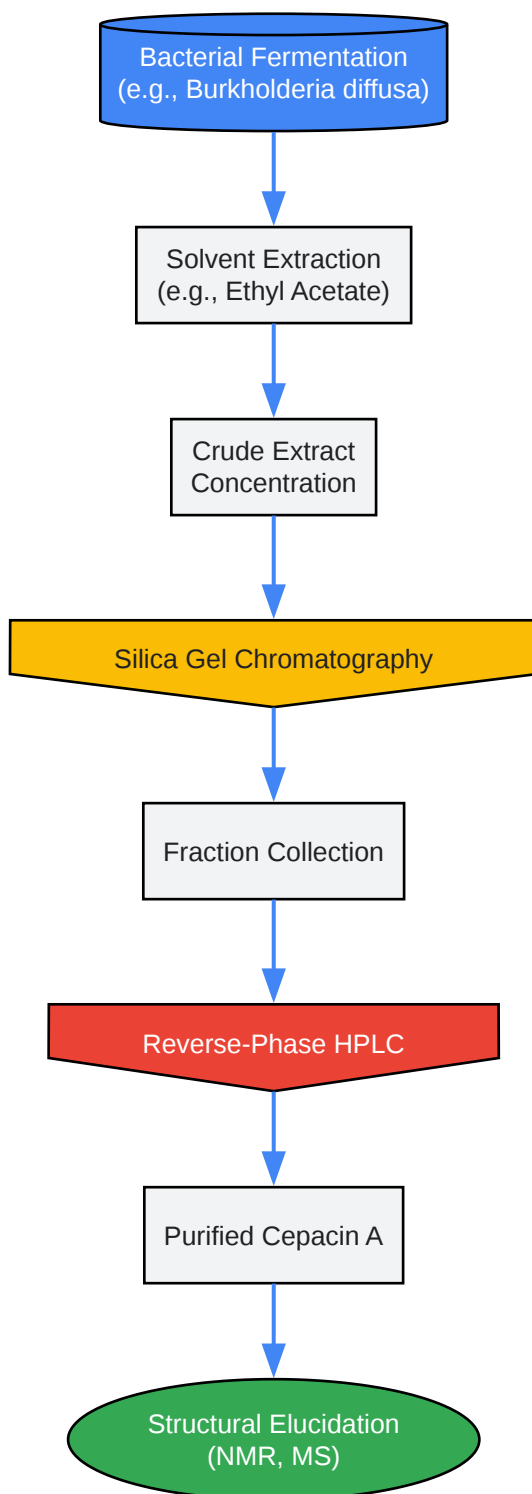 Bacterial Fermentation
(e.g., Burkholderia diffusa)
Solvent Extraction
(e.g., Ethyl Acetate)
Crude Extract
Concentration
Silica Gel Chromatography
Fraction Collection
Reverse-Phase HPLC
Purified Cepacin A
Structural Elucidation
(NMR, MS)